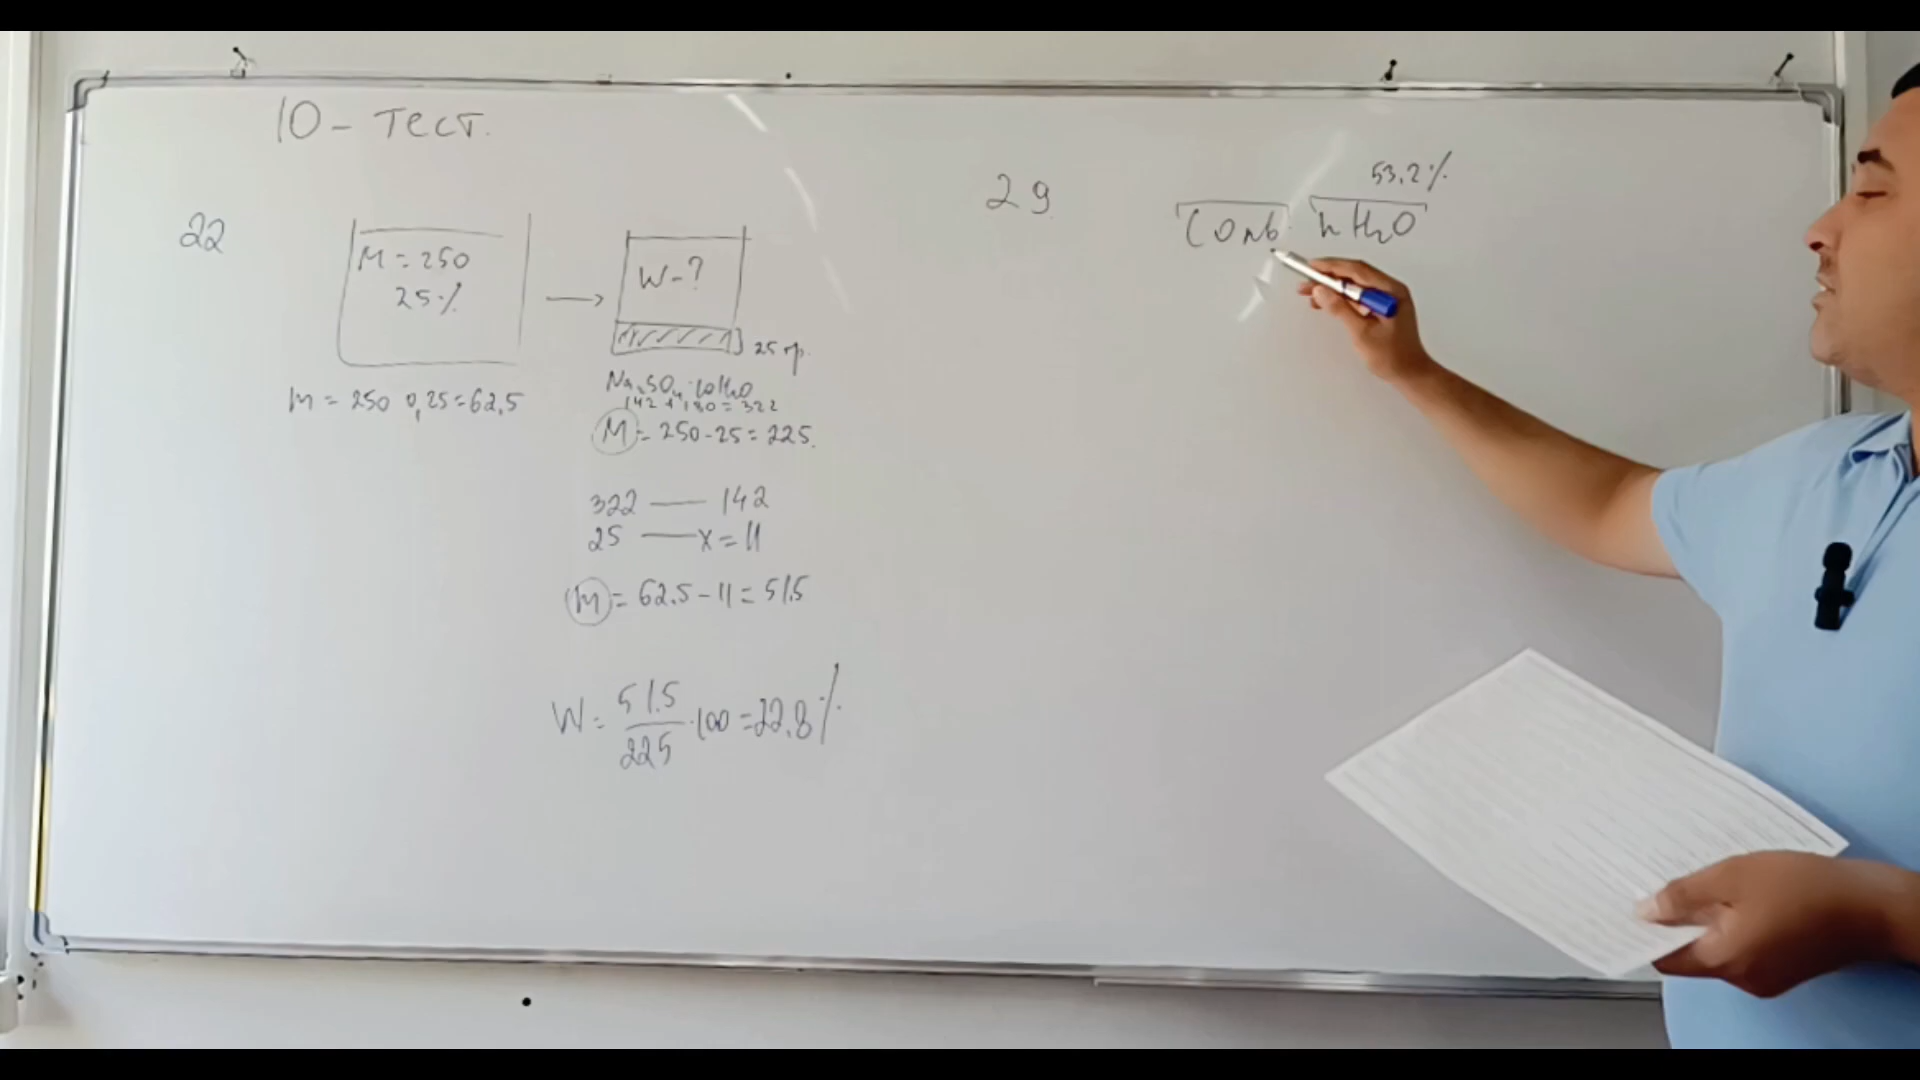 10 - тест.
22
M = 250
25 %
m = 250 0,25 = 62,5
W - ?
25 гр.
Na2SO4 · 10H2O
142 + 180 = 322
M = 250 - 25 = 225.
322 — 142
25 — x = 11
m = 62.5 - 11 = 51.5
W = 51.5 / 225 · 100 = 22.8 %
29
53,2 %
nH2O